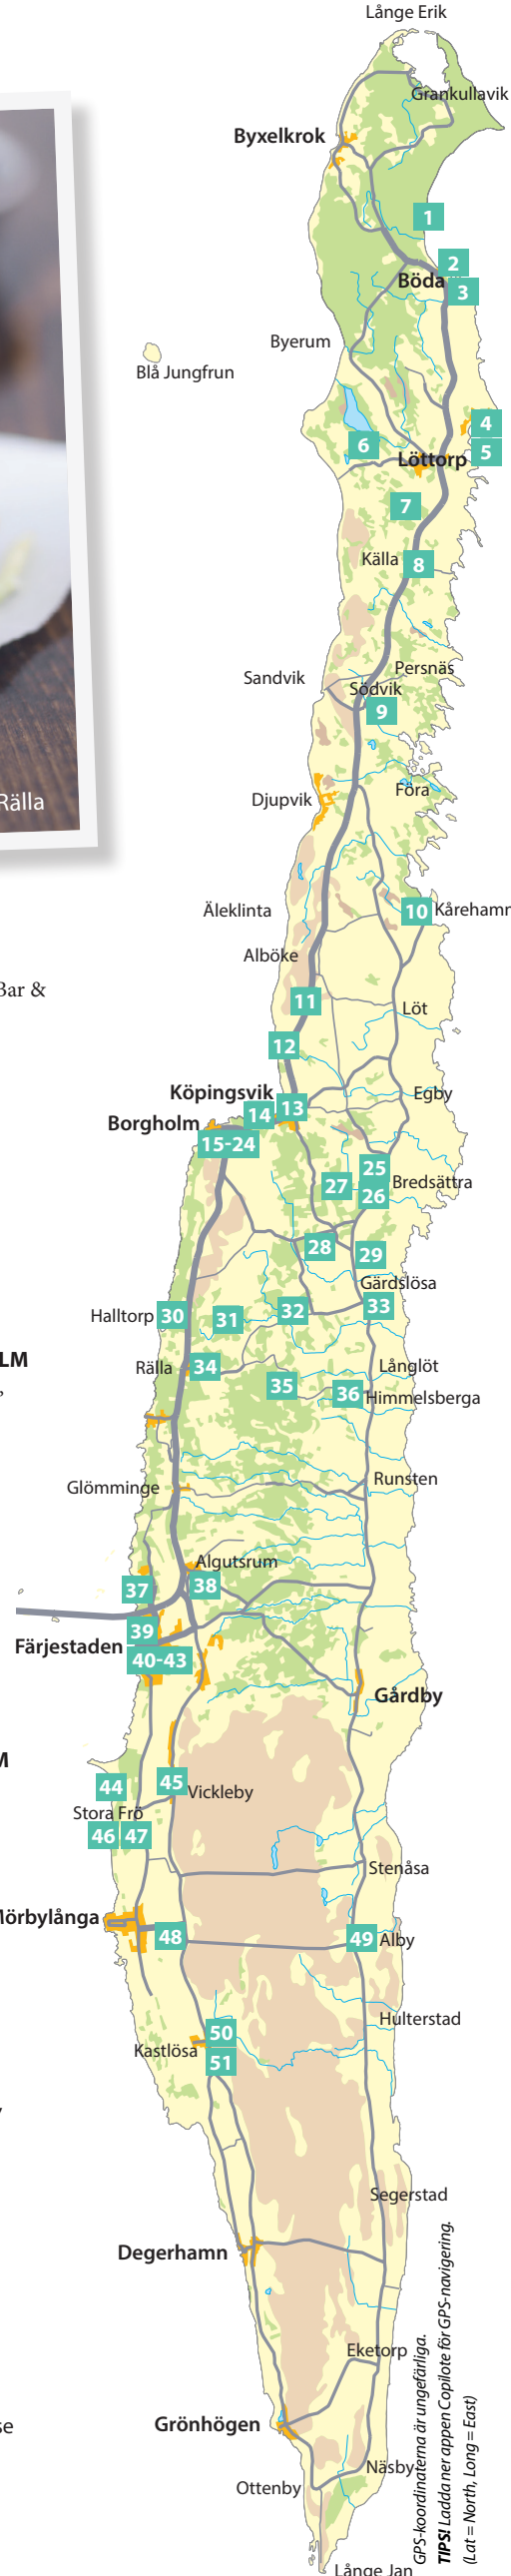 Långe Erik
Grankullavik
Byxelkrok
1
2
Böda
3
Byerum
Blå Jungfrun
4
6
Löttorp
5
7
Källa
8
Persnäs
Sandvik
Södvik
9
Föra
Djupvik
Rälla
10
Kårehamn
Äleklinta
Alböke
Bar &
11
Löt
12
Köpingsvik
13
Egby
14
Borgholm
15-24
25
Bredsättra
27
26
28
29
Gärdslösa
33
32
Halltorp
30
31
LM
Rälla
34
Långlöt
,
35
36
Himmelsberga
Runsten
Glömminge
Algutsrum
37
38
39
Färjestaden
40-43
Gårdby
M
44
45
Vickleby
Stora Frö
46
47
Stenåsa
Mörbylånga
48
49
Alby
Hulterstad
50
Kastlösa
51
Segerstad
Degerhamn
Eketorp
Grönhögen
se
Näsby
Ottenby
Långe Jan
GPS-koordinaterna är ungefärliga.
TIPS! Ladda ner appen Copilote för GPS-navigering.
(Lat = North, Long = East)